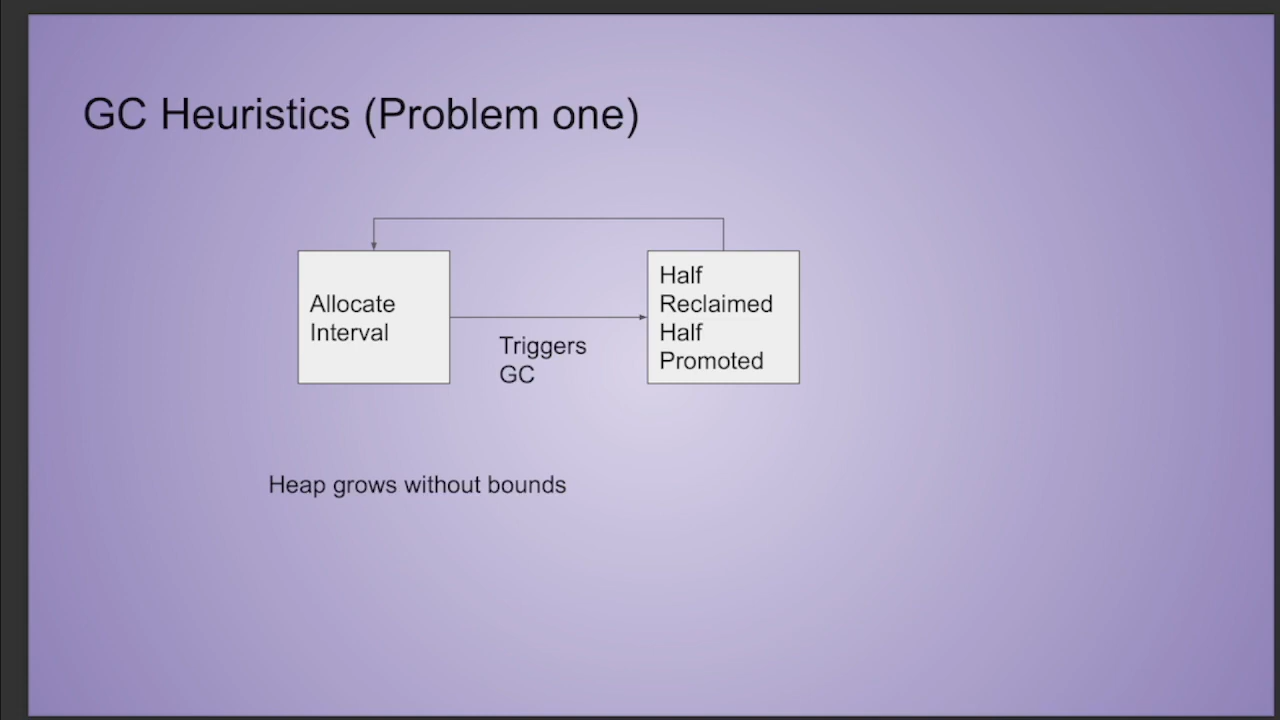 GC Heuristics (Problem one)
Allocate
Interval
Triggers
GC
Half
Reclaimed
Half
Promoted
Heap grows without bounds